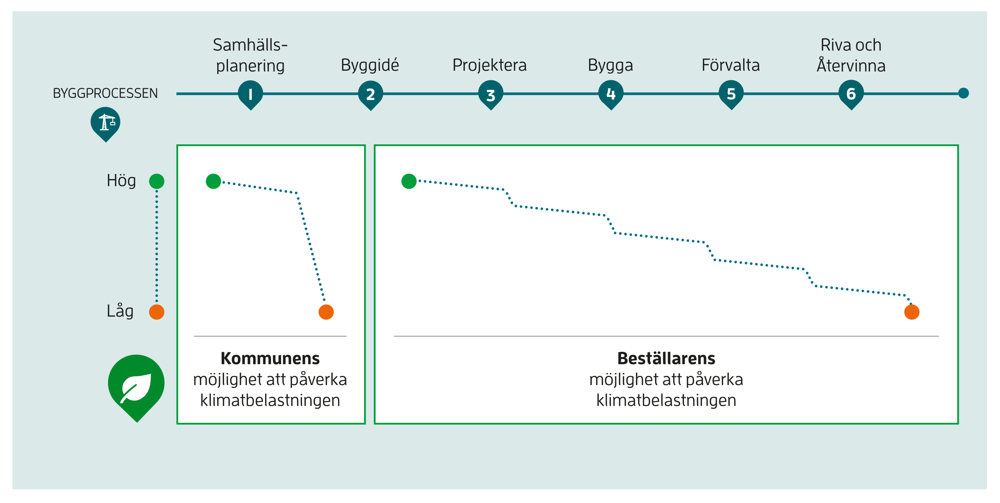 BYGGPROCESSEN
Samhälls-
planering
Byggidé
Projektera
Bygga
Förvalta
Riva och
Återvinna
1
2
3
4
5
6
Hög
Låg
Kommunens
möjlighet att påverka
klimatbelastningen
Beställarens
möjlighet att påverka
klimatbelastningen